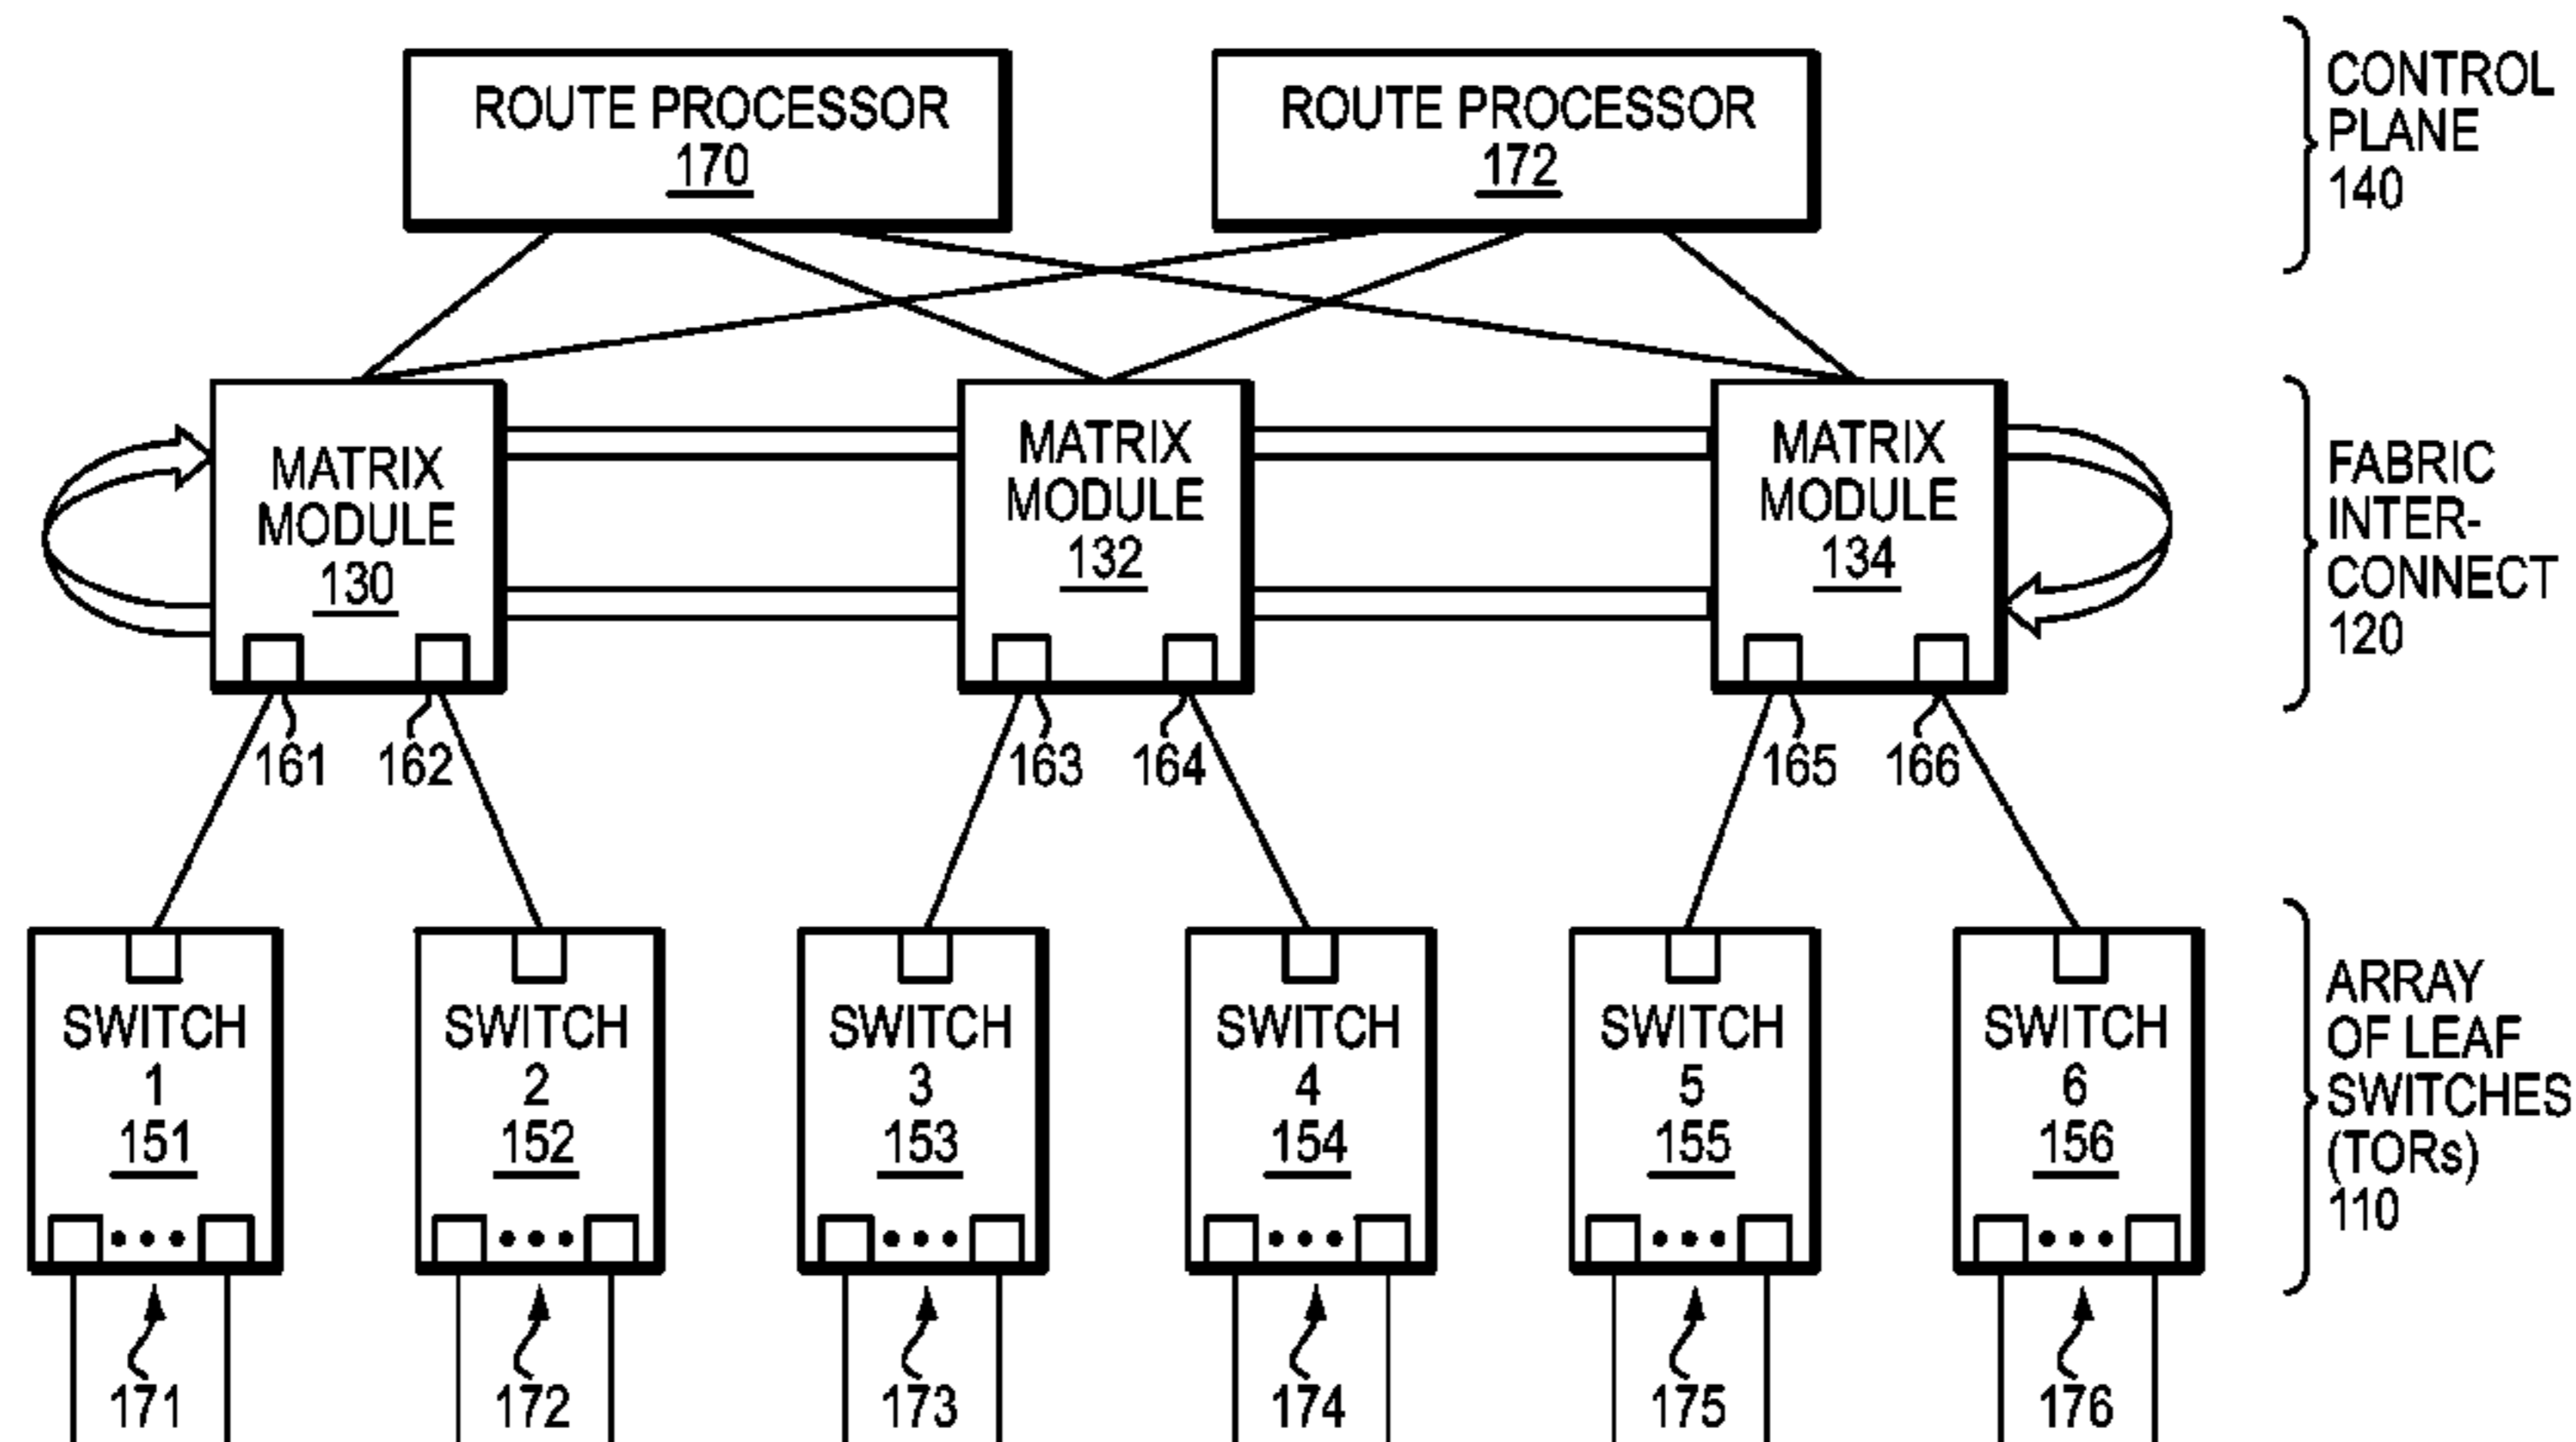 ROUTE PROCESSOR
170
ROUTE PROCESSOR
172
CONTROL
PLANE
140
MATRIX
MODULE
130
MATRIX
MODULE
132
MATRIX
MODULE
134
FABRIC
INTER-
CONNECT
120
161
162
163
164
165
166
SWITCH
1
151
SWITCH
2
152
SWITCH
3
153
SWITCH
4
154
SWITCH
5
155
SWITCH
6
156
ARRAY
OF LEAF
SWITCHES
(TORs)
110
171
172
173
174
175
176